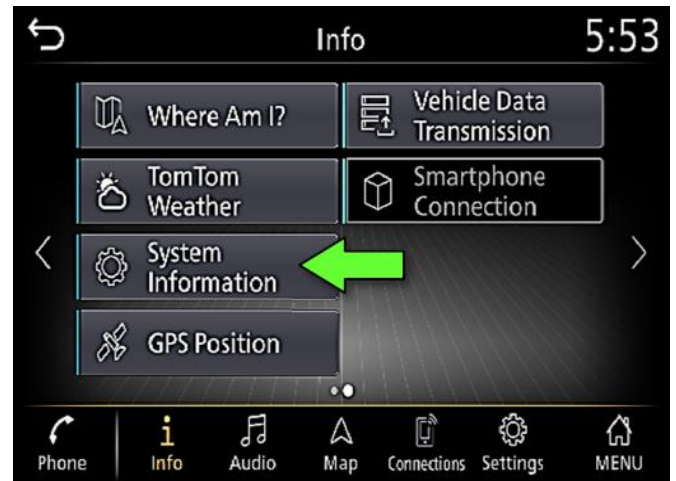 Info
5:53
Where Am I?
Vehicle Data
Transmission
TomTom
Weather
Smartphone
Connection
System
Information
GPS Position
Phone
Info
Audio
Map
Connections
Settings
MENU